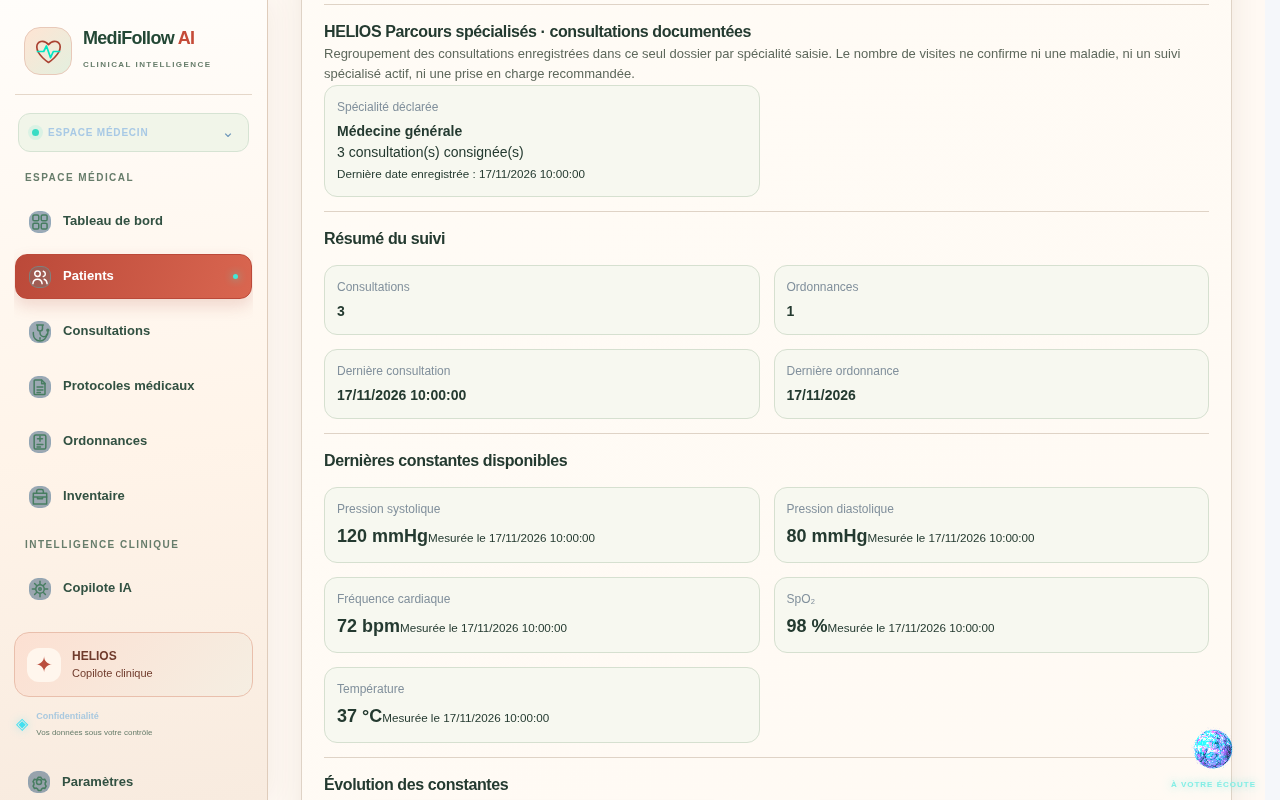 MediFollow AI
CLINICAL INTELLIGENCE
ESPACE MÉDECIN
ESPACE MÉDICAL
Tableau de bord
Patients
Consultations
Protocoles médicaux
Ordonnances
Inventaire
INTELLIGENCE CLINIQUE
Copilote IA
HELIOS
Copilote clinique
Confidentialité
Vos données sous votre contrôle
Paramètres
HELIOS Parcours spécialisés · consultations documentées
Regroupement des consultations enregistrées dans ce seul dossier par spécialité saisie. Le nombre de visites ne confirme ni une maladie, ni un suivi
spécialisé actif, ni une prise en charge recommandée.
Spécialité déclarée
Médecine générale
3 consultation(s) consignée(s)
Dernière date enregistrée : 17/11/2026 10:00:00
Résumé du suivi
Consultations
3
Ordonnances
1
Dernière consultation
17/11/2026 10:00:00
Dernière ordonnance
17/11/2026
Dernières constantes disponibles
Pression systolique
120 mmHgMesurée le 17/11/2026 10:00:00
Pression diastolique
80 mmHgMesurée le 17/11/2026 10:00:00
Fréquence cardiaque
72 bpmMesurée le 17/11/2026 10:00:00
SpO₂
98 %Mesurée le 17/11/2026 10:00:00
Température
37 °CMesurée le 17/11/2026 10:00:00
Évolution des constantes
À VOTRE ÉCOUTE